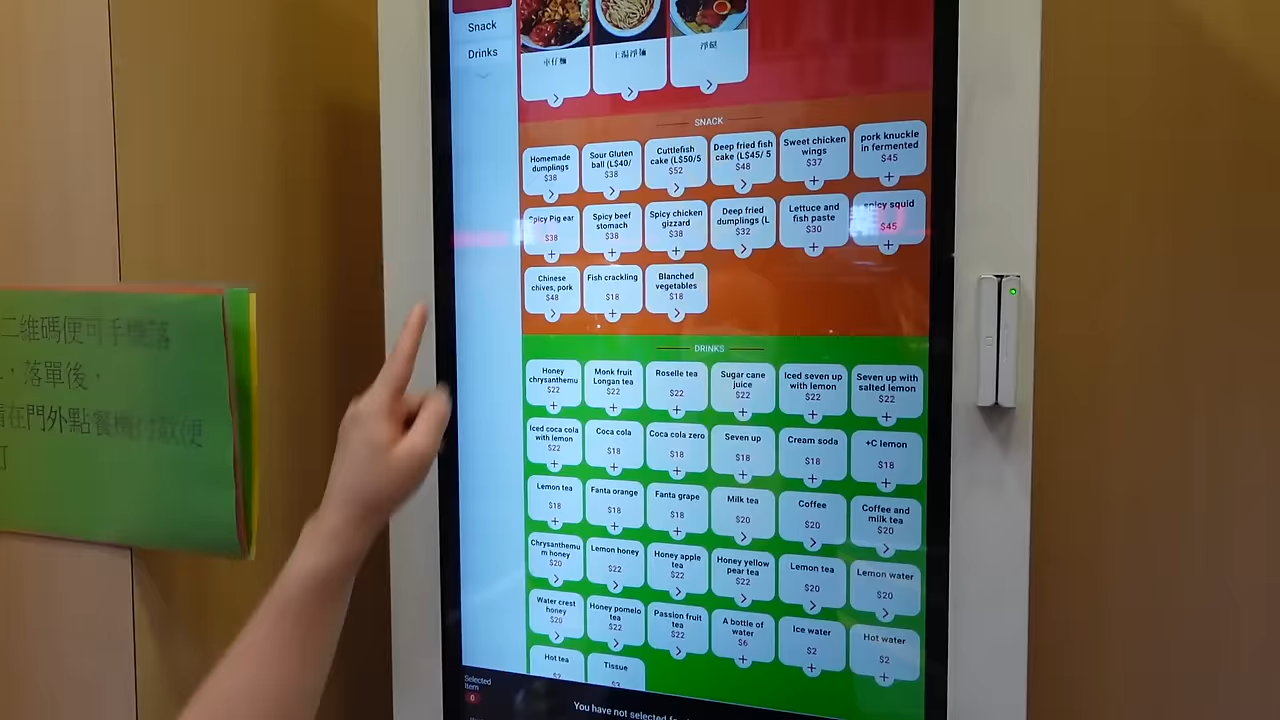 Snack
Drinks
車仔麵
上湯淨麵
淨餸
SNACK
Homemade
dumplings
$38
Sour Gluten
ball (L$40/
$38
Cuttlefish
cake (L$50/5
$52
Deep fried fish
cake (L$45/ 5
$48
Sweet chicken
wings
$37
pork knuckle
in fermented
$45
Spicy Pig ear
$38
Spicy beef
stomach
$38
Spicy chicken
gizzard
$38
Deep fried
dumplings (L
$32
Lettuce and
fish paste
$30
spicy squid
$45
Chinese
chives, pork
$48
Fish crackling
$18
Blanched
vegetables
$18
DRINKS
Honey
chrysanthemu
$22
Monk fruit
Longan tea
$22
Roselle tea
$22
Sugar cane
juice
$22
Iced seven up
with lemon
$22
Seven up with
salted lemon
$22
Iced coca cola
with lemon
$22
Coca cola
$18
Coca cola zero
$18
Seven up
$18
Cream soda
$18
+C lemon
$18
Lemon tea
$18
Fanta orange
$18
Fanta grape
$18
Milk tea
$20
Coffee
$20
Coffee and
milk tea
$20
Chrysanthemu
m honey
$20
Lemon honey
$22
Honey apple
tea
$22
Honey yellow
pear tea
$22
Lemon tea
$20
Lemon water
$20
Water crest
honey
$20
Honey pomelo
tea
$22
Passion fruit
tea
$22
A bottle of
water
$6
Ice water
$2
Hot water
$2
Hot tea
Tissue
Selected
Item
0
You have not selected
二維碼便可手機落
落單後，
在門外點餐機付款便